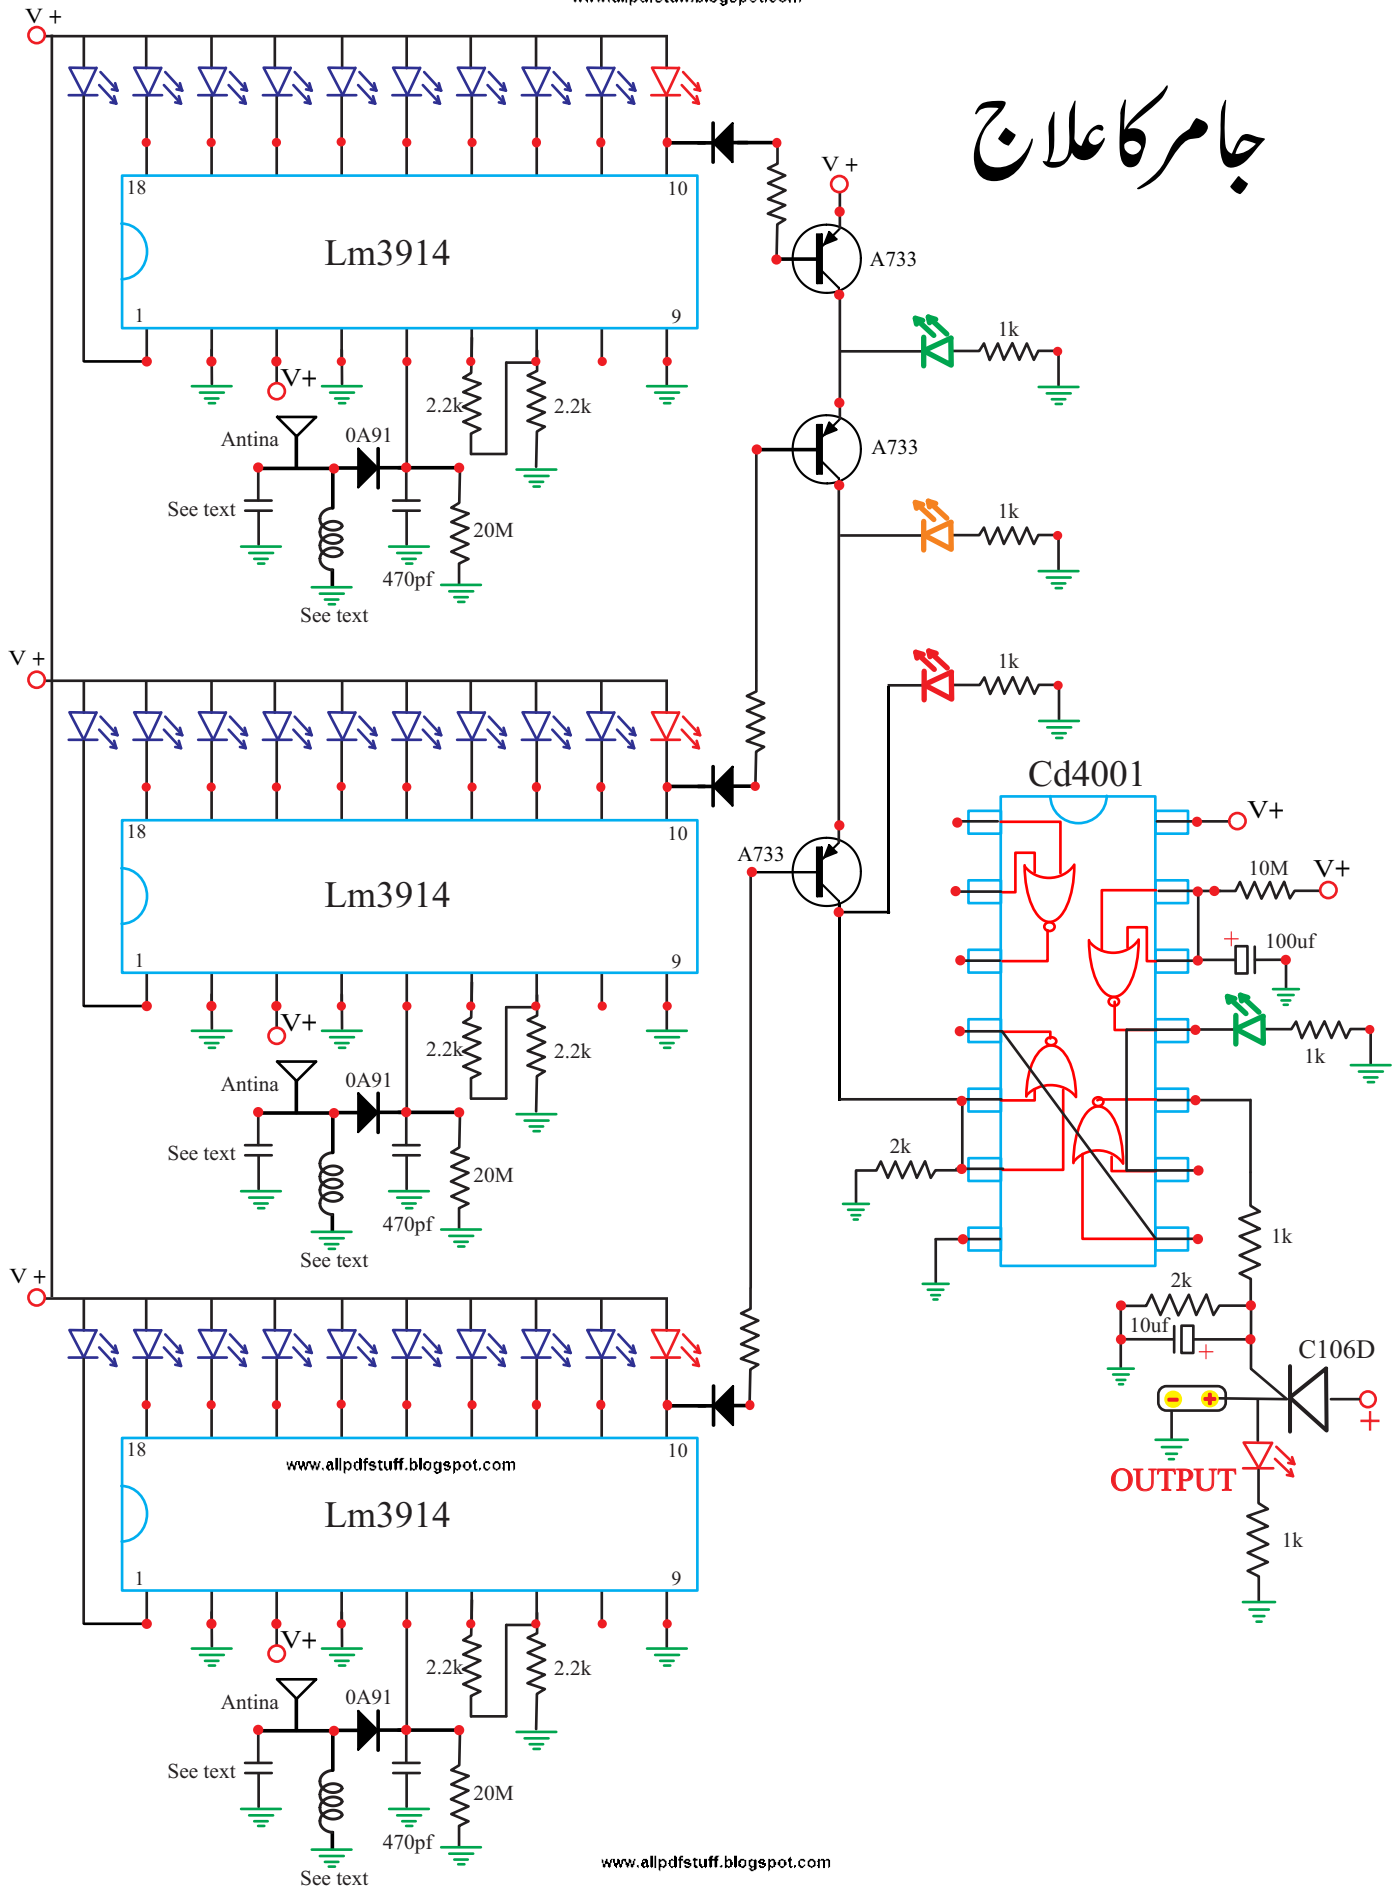 www.allpdfstuff.blogspot.com
V +
جامر کا علاج
18
10
V +
Lm3914
A733
1
9
1k
V+
2.2k
2.2k
Antina
0A91
A733
See text
20M
1k
470pf
See text
V +
1k
Cd4001
18
10
V+
A733
10M
V+
Lm3914
100uf
1
9
V+
2.2k
2.2k
1k
Antina
0A91
See text
20M
2k
470pf
See text
1k
V +
2k
10uf
+
C106D
18
10
www.allpdfstuff.blogspot.com
- +
+
OUTPUT
Lm3914
1k
1
9
V+
2.2k
2.2k
Antina
0A91
See text
20M
470pf
www.allpdfstuff.blogspot.com
See text